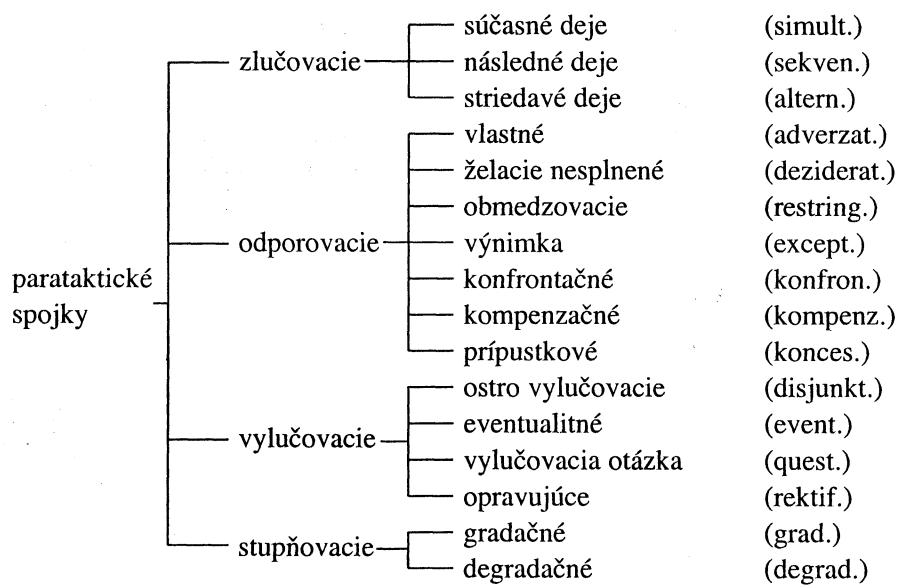 súčasné deje (simult.)
zlučovacie následné deje (sekven.)
striedavé deje (altern.)
vlastné (adverzat.)
želacie nesplnené (deziderat.)
obmedzovacie (restring.)
odporovacie výnimka (except.)
parataktické konfrontačné (konfron.)
spojky kompenzačné (kompenz.)
prípustkové (konces.)
ostro vylučovacie (disjunkt.)
vylučovacie eventualitné (event.)
vylučovacia otázka (quest.)
opravujúce (rektif.)
stupňovacie gradačné (grad.)
degradačné (degrad.)